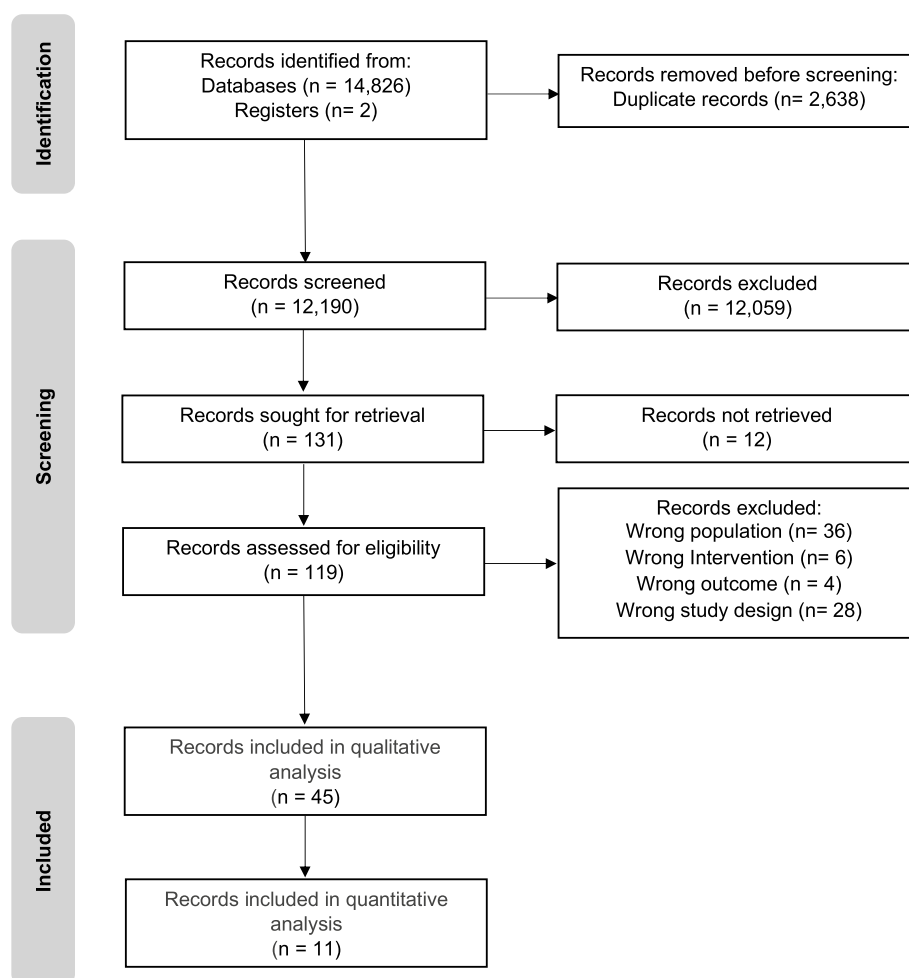 Identification
Records identified from:
Databases (n = 14,826)
Registers (n= 2)
Records removed before screening:
Duplicate records (n= 2,638)
Screening
Records screened
(n = 12,190)
Records excluded
(n = 12,059)
Records sought for retrieval
(n = 131)
Records not retrieved
(n = 12)
Records assessed for eligibility
(n = 119)
Records excluded:
Wrong population (n= 36)
Wrong Intervention (n= 6)
Wrong outcome (n = 4)
Wrong study design (n= 28)
Included
Records included in qualitative
analysis
(n = 45)
Records included in quantitative
analysis
(n = 11)